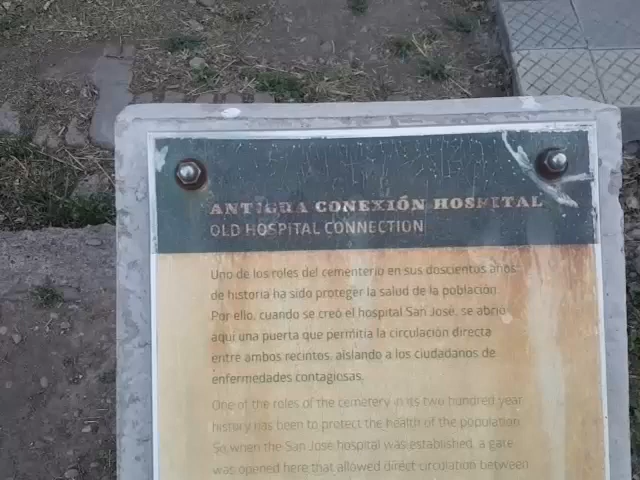 ANTIGUA CONEXIÓN HOSPITAL
OLD HOSPITAL CONNECTION
Uno de los roles del cementerio en sus doscientos años
de historia ha sido proteger la salud de la población.
Por ello, cuando se creó el hospital San José, se abrió
aquí una puerta que permitía la circulación directa
entre ambos recintos, aislando a los ciudadanos de
enfermedades contagiosas.
One of the roles of the cemetery in its two hundred year
history has been to protect the health of the population.
So when the San José hospital was established, a gate
was opened here that allowed direct circulation between